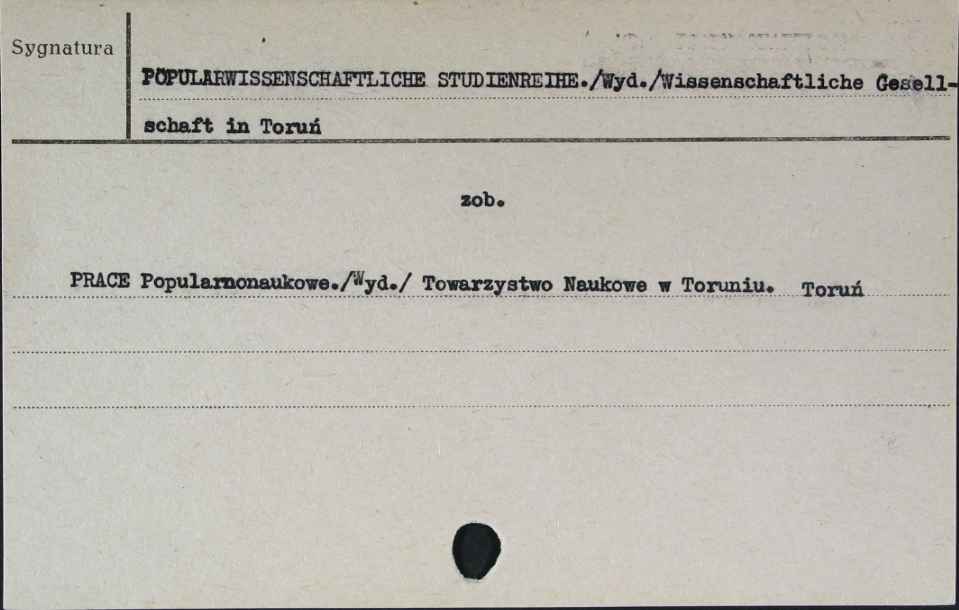 Sygnatura
POPULARWISSENSCHAFTLICHE STUDIENREIHE./Wyd./Wissenschaftliche Gesell-
schaft in Toruń
zob.
PRACE Popularnonaukowe./Wyd./ Towarzystwo Naukowe w Toruniu. Toruń